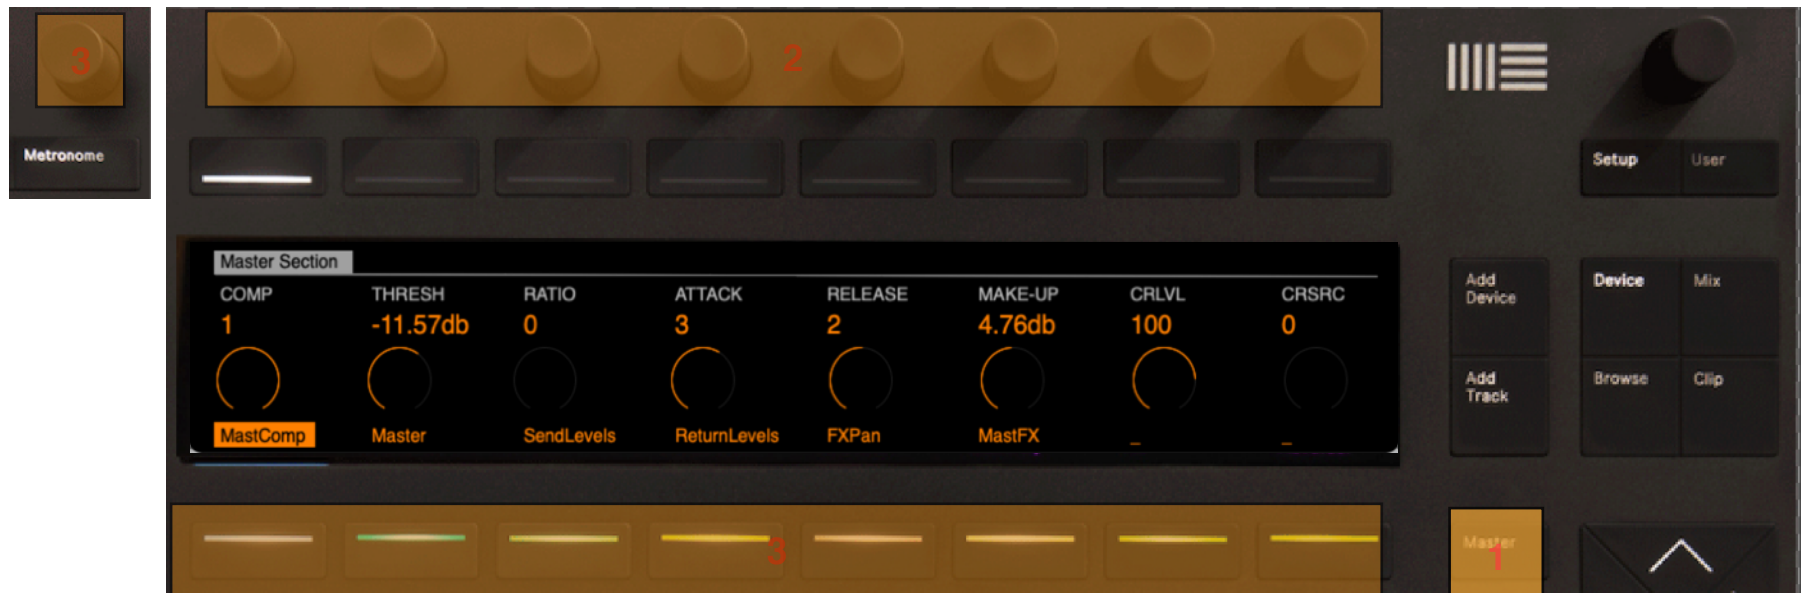 3
2
Metronome
Setup User
Master Section
COMP THRESH RATIO ATTACK RELEASE MAKE-UP CRLVL CRSRC
1 -11.57db 0 3 2 4.76db 100 0
MastComp Master SendLevels ReturnLevels FXPan MastFX _ _
Add
Device
Device Mix
Add
Track
Browse Clip
3
Master
1